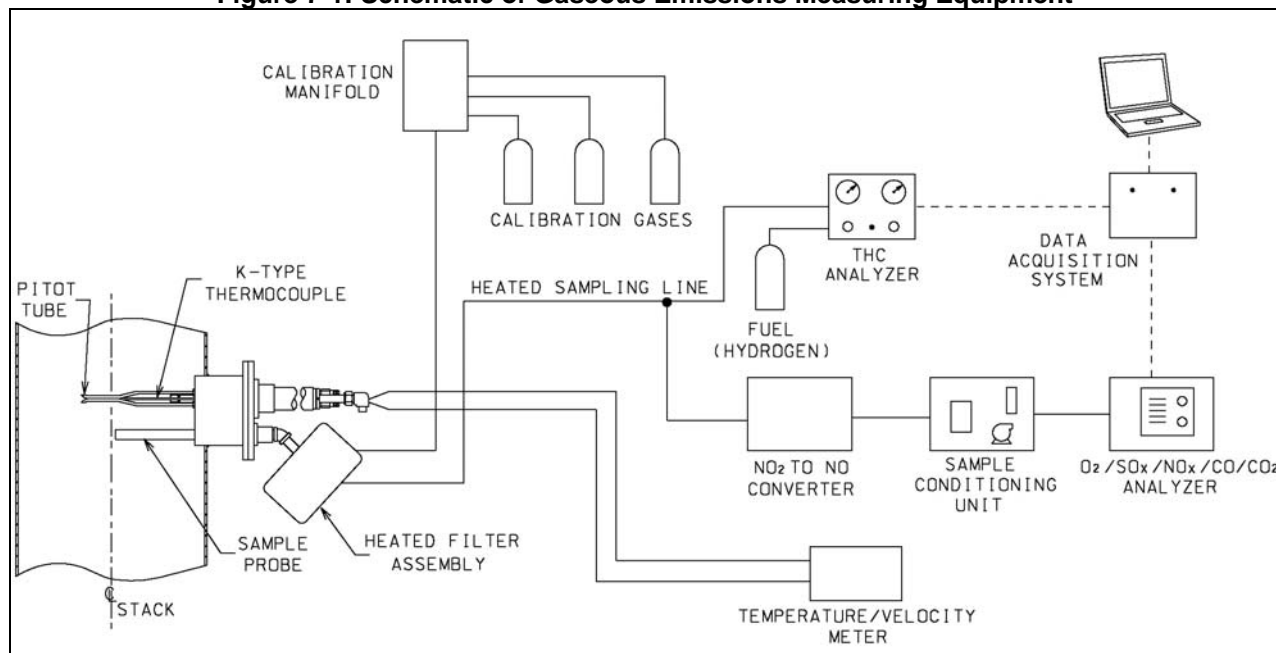 Figure F-1. Schematic of Gaseous Emissions Measuring Equipment
CALIBRATION
MANIFOLD
CALIBRATION GASES
THC
ANALYZER
DATA
ACQUISITION
SYSTEM
K-TYPE
THERMOCOUPLE
PITOT
TUBE
HEATED SAMPLING LINE
FUEL
(HYDROGEN)
NO₂ TO NO
CONVERTER
SAMPLE
CONDITIONING
UNIT
O₂/SOx/NOx/CO/CO₂
ANALYZER
SAMPLE
PROBE
HEATED FILTER
ASSEMBLY
℄ STACK
TEMPERATURE/VELOCITY
METER